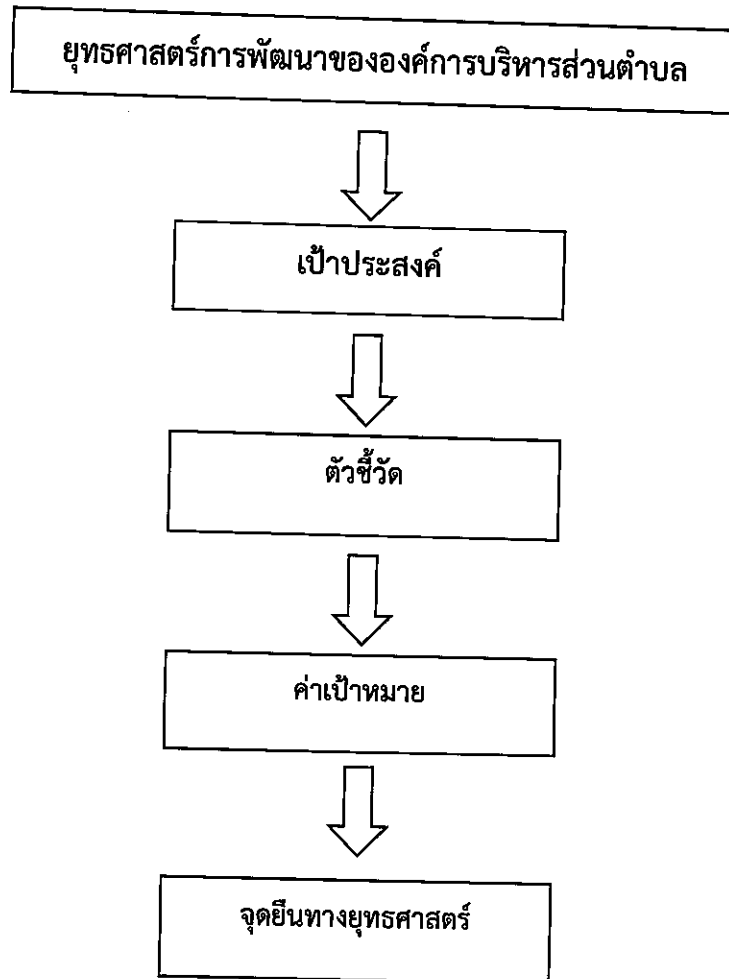 ยุทธศาสตร์การพัฒนาขององค์การบริหารส่วนตำบล
เป้าประสงค์
ตัวชี้วัด
ค่าเป้าหมาย
จุดยืนทางยุทธศาสตร์